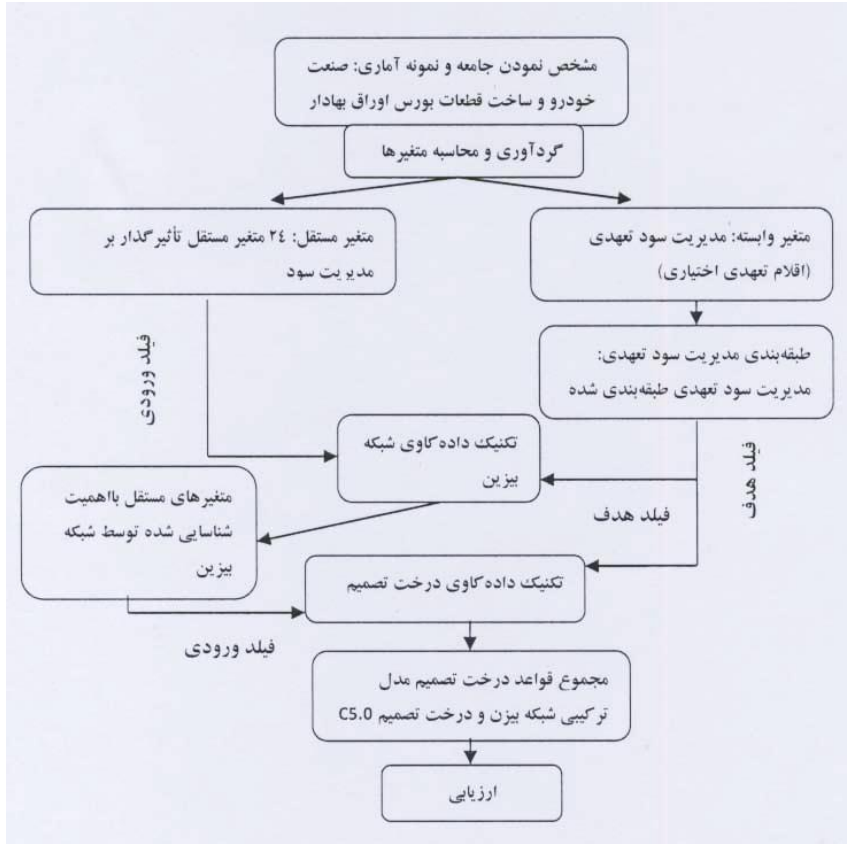 مشخص نمودن جامعه و نمونه آماری: صنعت
خودرو و ساخت قطعات بورس اوراق بهادار
گردآوری و محاسبه متغیرها
متغیر وابسته: مدیریت سود تعهدی
(اقلام تعهدی اختیاری)
متغیر مستقل: ٢٤ متغیر مستقل تأثیرگذار بر
مدیریت سود
طبقه‌بندی مدیریت سود تعهدی:
مدیریت سود تعهدی طبقه‌بندی شده
فیلد ورودی
تکنیک داده‌کاوی شبکه
بیزین
فیلد هدف
فیلد هدف
متغیرهای مستقل بااهمیت
شناسایی شده توسط شبکه
بیزین
تکنیک داده‌کاوی درخت تصمیم
فیلد ورودی
مجموع قواعد درخت تصمیم مدل
ترکیبی شبکه بیزن و درخت تصمیم C5.0
ارزیابی